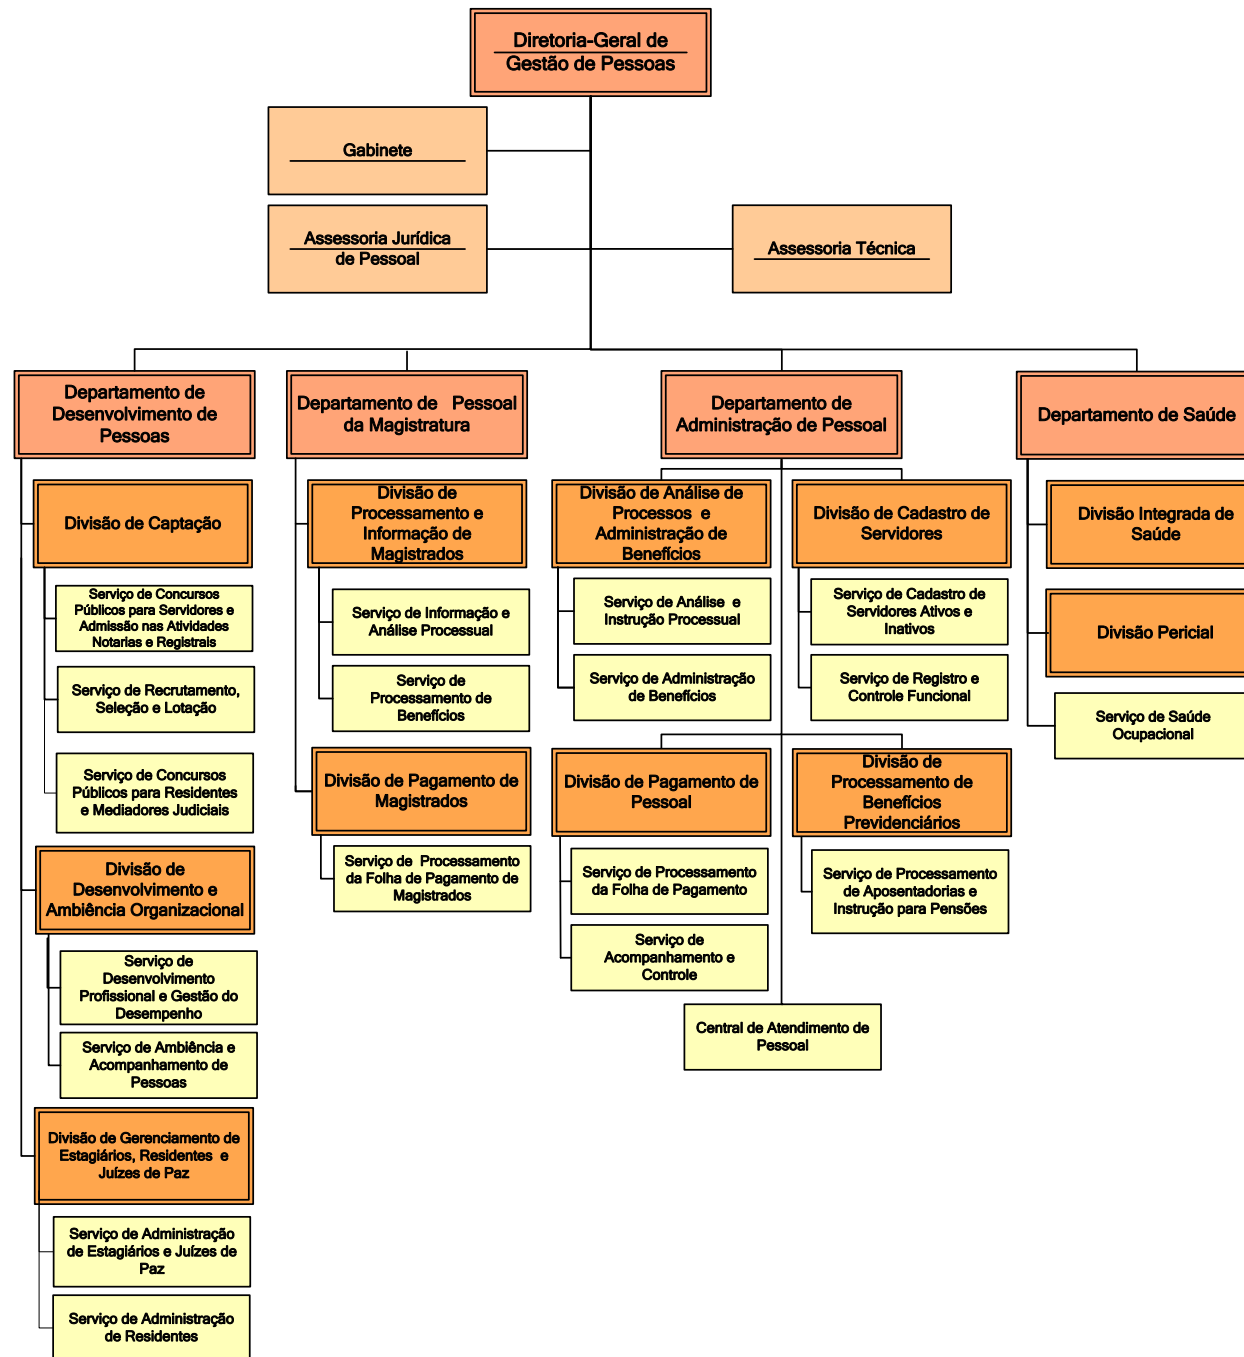 Diretoria-Geral de
Gestão de Pessoas
Gabinete
Assessoria Jurídica
de Pessoal
Assessoria Técnica
Departamento de
Desenvolvimento de
Pessoas
Departamento de Pessoal
da Magistratura
Departamento de
Administração de Pessoal
Departamento de Saúde
Divisão de Captação
Serviço de Concursos
Públicos para Servidores e
Admissão nas Atividades
Notarias e Registrais
Serviço de Recrutamento,
Seleção e Lotação
Serviço de Concursos
Públicos para Residentes
e Mediadores Judiciais
Divisão de
Desenvolvimento e
Ambiência Organizacional
Serviço de
Desenvolvimento
Profissional e Gestão do
Desempenho
Serviço de Ambiência e
Acompanhamento de
Pessoas
Divisão de Gerenciamento de
Estagiários, Residentes e
Juízes de Paz
Serviço de Administração
de Estagiários e Juízes de
Paz
Serviço de Administração
de Residentes
Divisão de
Processamento e
Informação de
Magistrados
Serviço de Informação e
Análise Processual
Serviço de
Processamento de
Benefícios
Divisão de Pagamento de
Magistrados
Serviço de Processamento
da Folha de Pagamento de
Magistrados
Divisão de Análise de
Processos e
Administração de
Benefícios
Serviço de Análise e
Instrução Processual
Serviço de Administração
de Benefícios
Divisão de Cadastro de
Servidores
Serviço de Cadastro de
Servidores Ativos e
Inativos
Serviço de Registro e
Controle Funcional
Divisão de Pagamento de
Pessoal
Serviço de Processamento
da Folha de Pagamento
Serviço de
Acompanhamento e
Controle
Divisão de
Processamento de
Benefícios
Previdenciários
Serviço de Processamento
de Aposentadorias e
Instrução para Pensões
Central de Atendimento de
Pessoal
Divisão Integrada de
Saúde
Divisão Pericial
Serviço de Saúde
Ocupacional